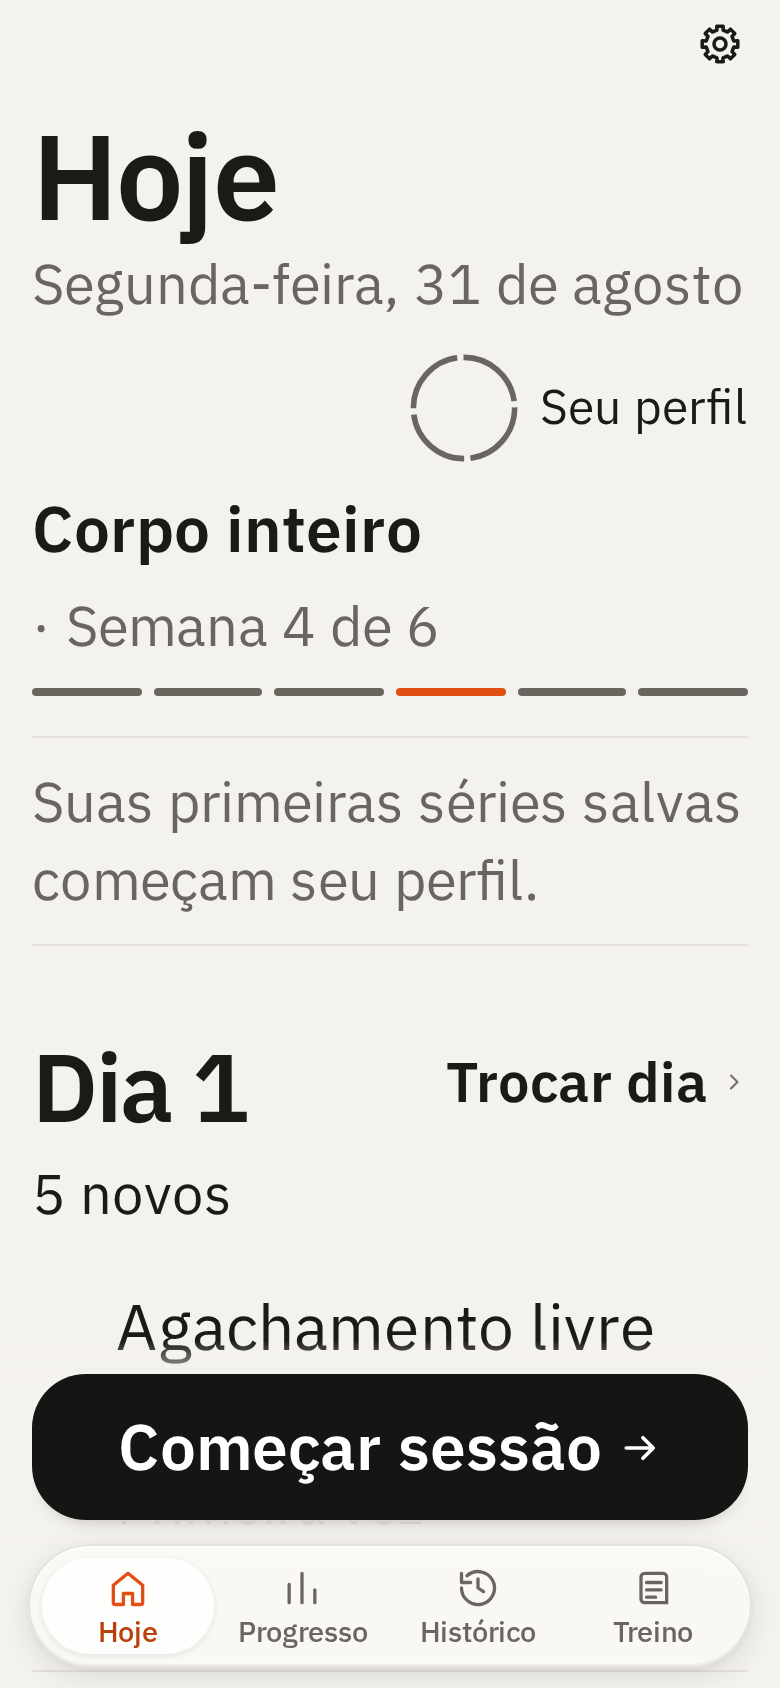 Hoje
Segunda-feira, 31 de agosto
Seu perfil
Corpo inteiro
· Semana 4 de 6
Suas primeiras séries salvas
começam seu perfil.
Dia 1
Trocar dia
5 novos
Agachamento livre
Começar sessão →
Hoje
Progresso
Histórico
Treino